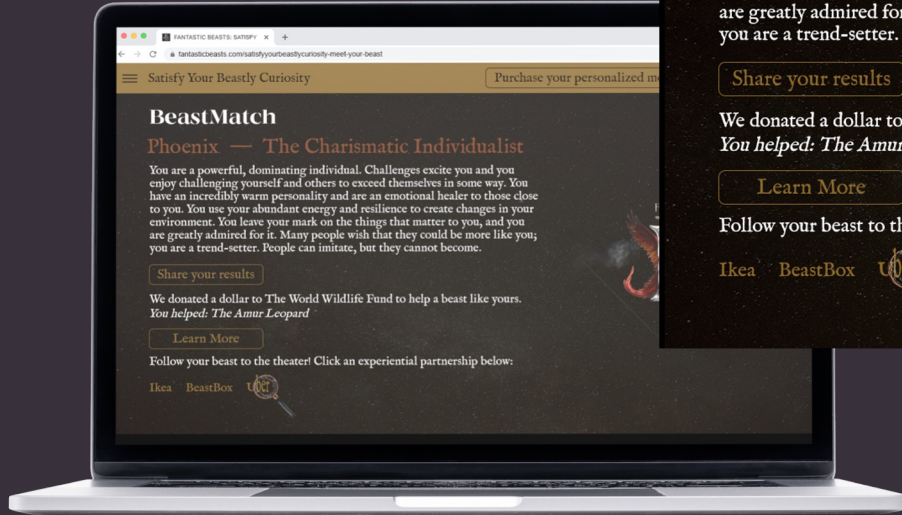 FANTASTIC BEASTS: SATISFY
fantasticbeasts.com/satisfyyourbeastlycuriosity-meet-your-beast
Satisfy Your Beastly Curiosity
Purchase your personalized
BeastMatch
Phoenix — The Charismatic Individualist
You are a powerful, dominating individual. Challenges excite you and you
enjoy challenging yourself and others to exceed themselves in some way. You
have an incredibly warm personality and are an emotional healer to those close
to you. You use your abundant energy and resilience to create changes in your
environment. You leave your mark on the things that matter to you, and you
are greatly admired for it. Many people wish that they could be more like you;
you are a trend-setter. People can imitate, but they cannot become.
Share your results
We donated a dollar to The World Wildlife Fund to help a beast like yours.
You helped: The Amur Leopard
Learn More
Follow your beast to the theater! Click an experiential partnership below:
Ikea BeastBox Uber
are greatly admired for
you are a trend-setter.
Share your results
We donated a dollar to
You helped: The Amur
Learn More
Follow your beast to
Ikea BeastBox